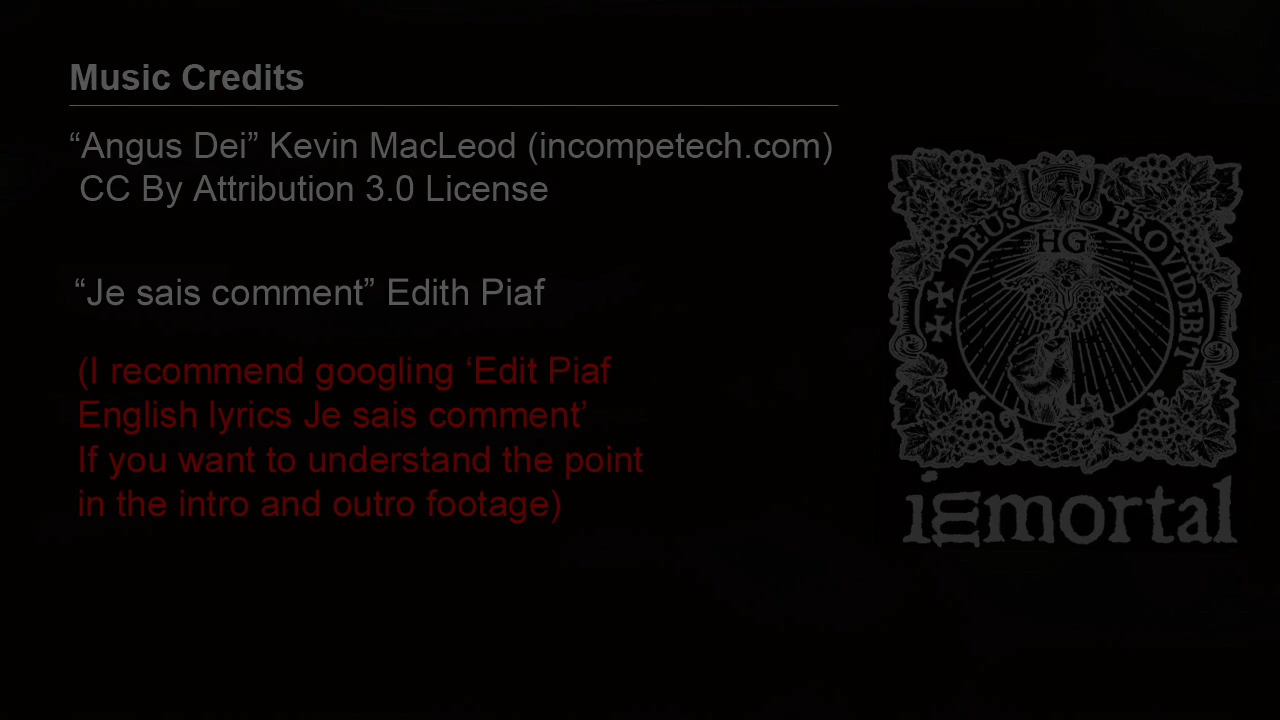 Music Credits
“Angus Dei” Kevin MacLeod (incompetech.com)
CC By Attribution 3.0 License
“Je sais comment” Edith Piaf
(I recommend googling ‘Edit Piaf
English lyrics Je sais comment’
If you want to understand the point
in the intro and outro footage)
DEUS PROVIDEBIT
HG
iEmortal